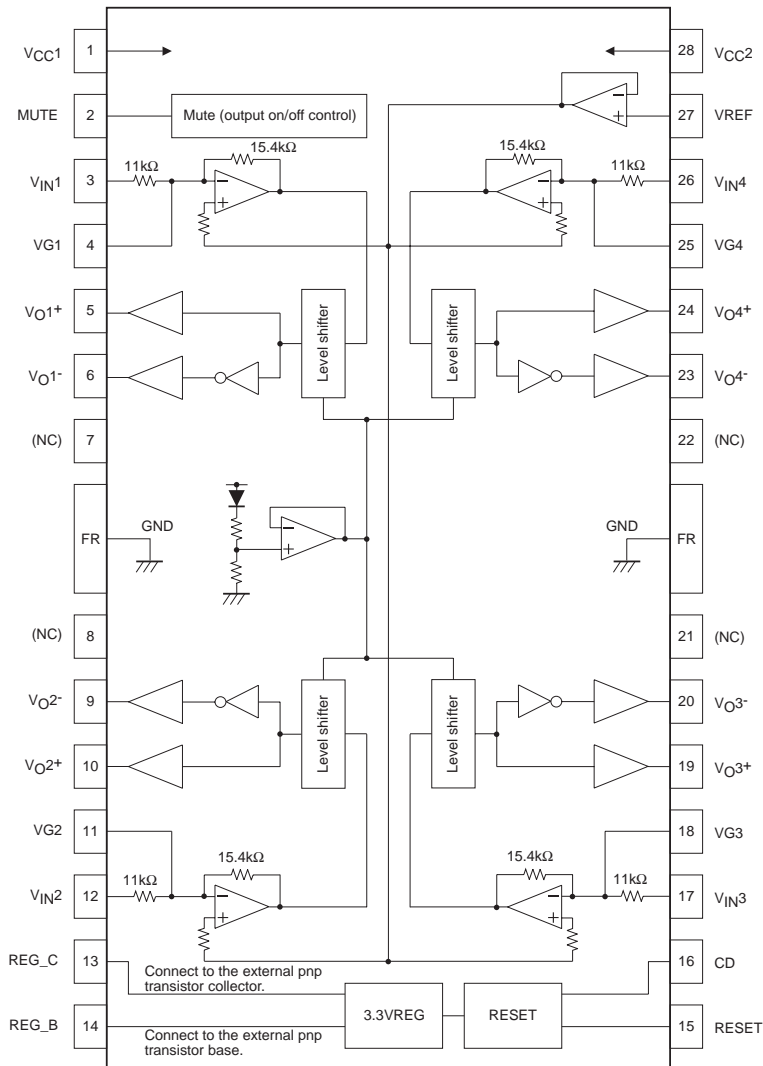 VCC1 1 28 VCC2
MUTE 2 Mute (output on/off control) 27 VREF
15.4kΩ 15.4kΩ
11kΩ 11kΩ
VIN1 3 26 VIN4
VG1 4 25 VG4
VO1+ 5 Level shifter Level shifter 24 VO4+
VO1- 6 23 VO4-
(NC) 7 22 (NC)
GND GND
FR FR
(NC) 8 21 (NC)
VO2- 9 Level shifter Level shifter 20 VO3-
VO2+ 10 19 VO3+
VG2 11 18 VG3
15.4kΩ 15.4kΩ
11kΩ 11kΩ
VIN2 12 17 VIN3
REG_C 13 16 CD
Connect to the external pnp
transistor collector.
REG_B 14 3.3VREG RESET 15 RESET
Connect to the external pnp
transistor base.